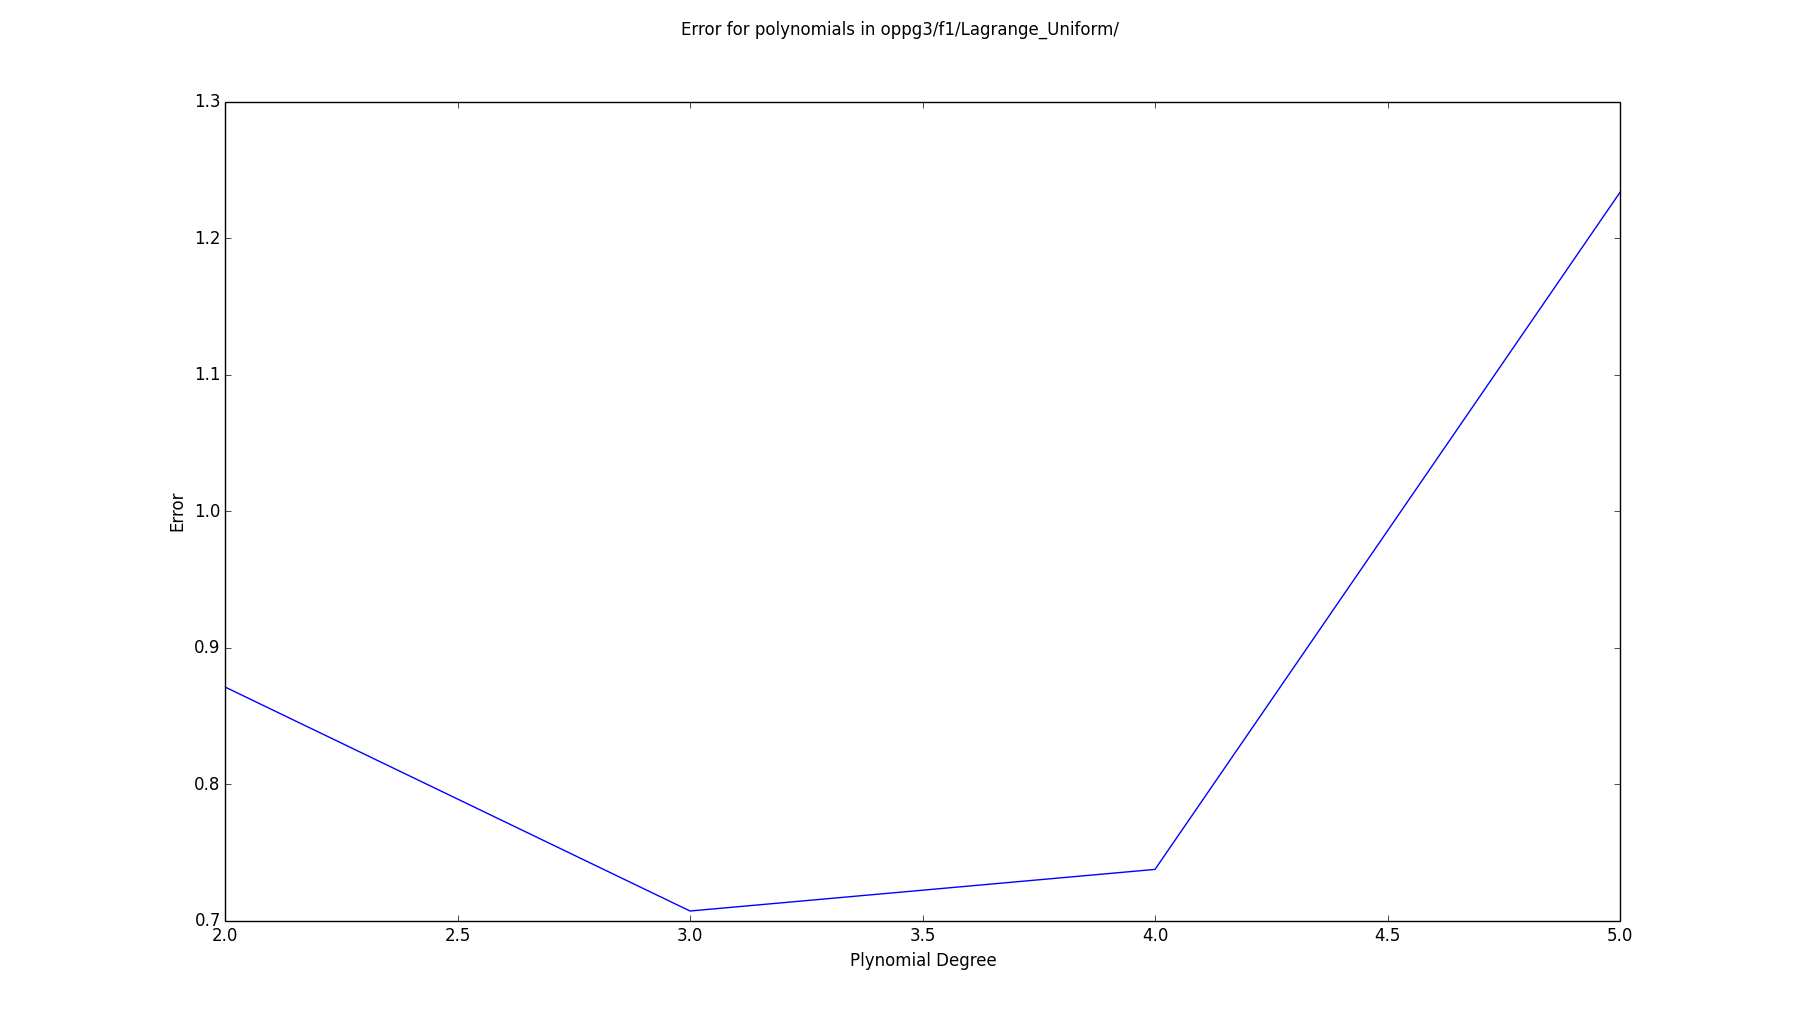 Error for polynomials in oppg3/f1/Lagrange_Uniform/
1.3
1.2
1.1
1.0
0.9
0.8
0.7
Error
2.0 2.5 3.0 3.5 4.0 4.5 5.0
Plynomial Degree